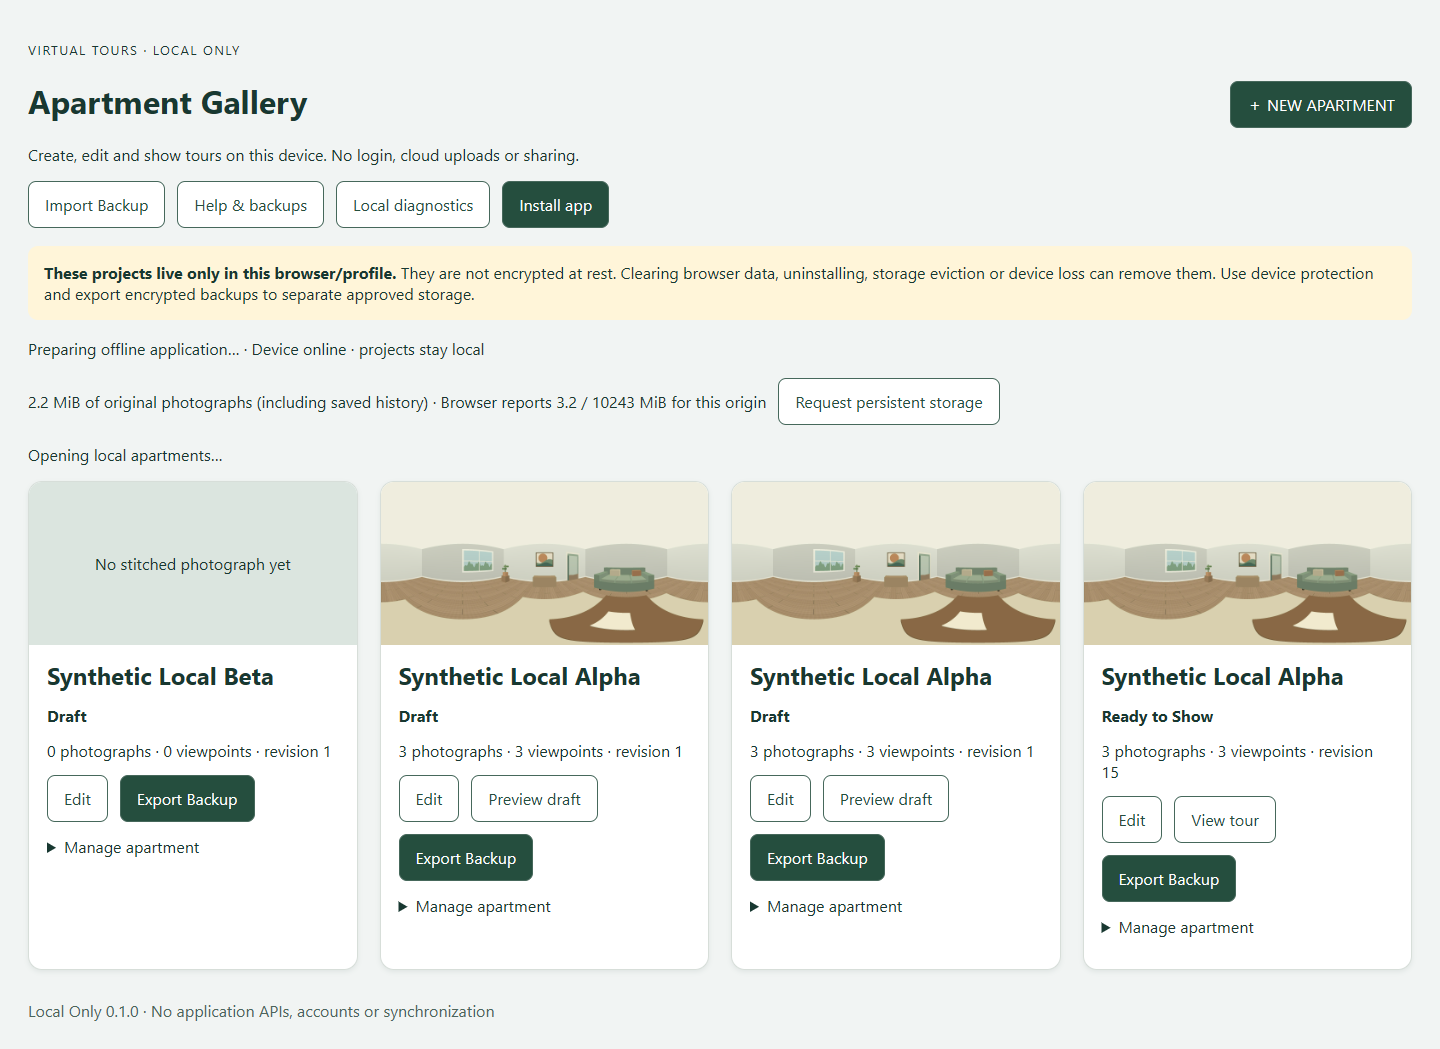 VIRTUAL TOURS · LOCAL ONLY
Apartment Gallery
+ NEW APARTMENT
Create, edit and show tours on this device. No login, cloud uploads or sharing.
Import Backup
Help & backups
Local diagnostics
Install app
These projects live only in this browser/profile. They are not encrypted at rest. Clearing browser data, uninstalling, storage eviction or device loss can remove them. Use device protection
and export encrypted backups to separate approved storage.
Preparing offline application... · Device online · projects stay local
2.2 MiB of original photographs (including saved history) · Browser reports 3.2 / 10243 MiB for this origin
Request persistent storage
Opening local apartments...
No stitched photograph yet
Synthetic Local Beta
Draft
0 photographs · 0 viewpoints · revision 1
Edit
Export Backup
▶ Manage apartment
Synthetic Local Alpha
Draft
3 photographs · 3 viewpoints · revision 1
Edit
Preview draft
Export Backup
▶ Manage apartment
Synthetic Local Alpha
Draft
3 photographs · 3 viewpoints · revision 1
Edit
Preview draft
Export Backup
▶ Manage apartment
Synthetic Local Alpha
Ready to Show
3 photographs · 3 viewpoints · revision
15
Edit
View tour
Export Backup
▶ Manage apartment
Local Only 0.1.0 · No application APIs, accounts or synchronization